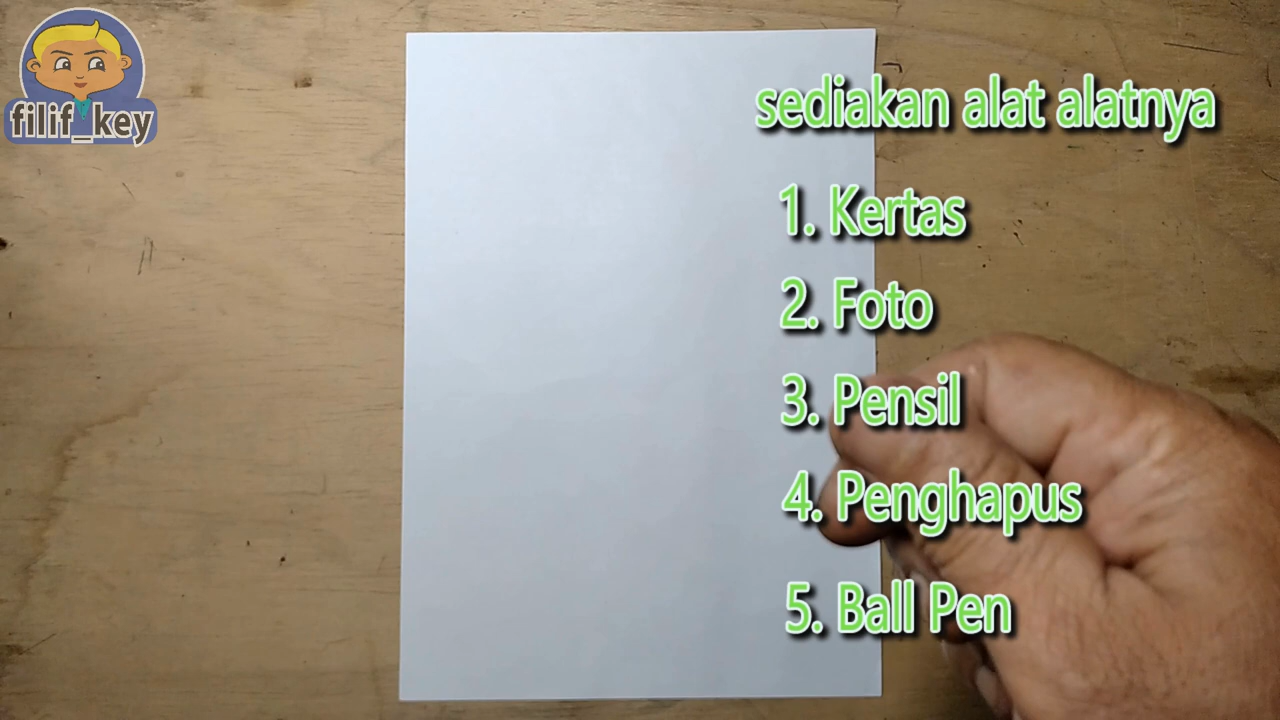 filif_key
sediakan alat alatnya
1. Kertas
2. Foto
3. Pensil
4. Penghapus
5. Ball Pen